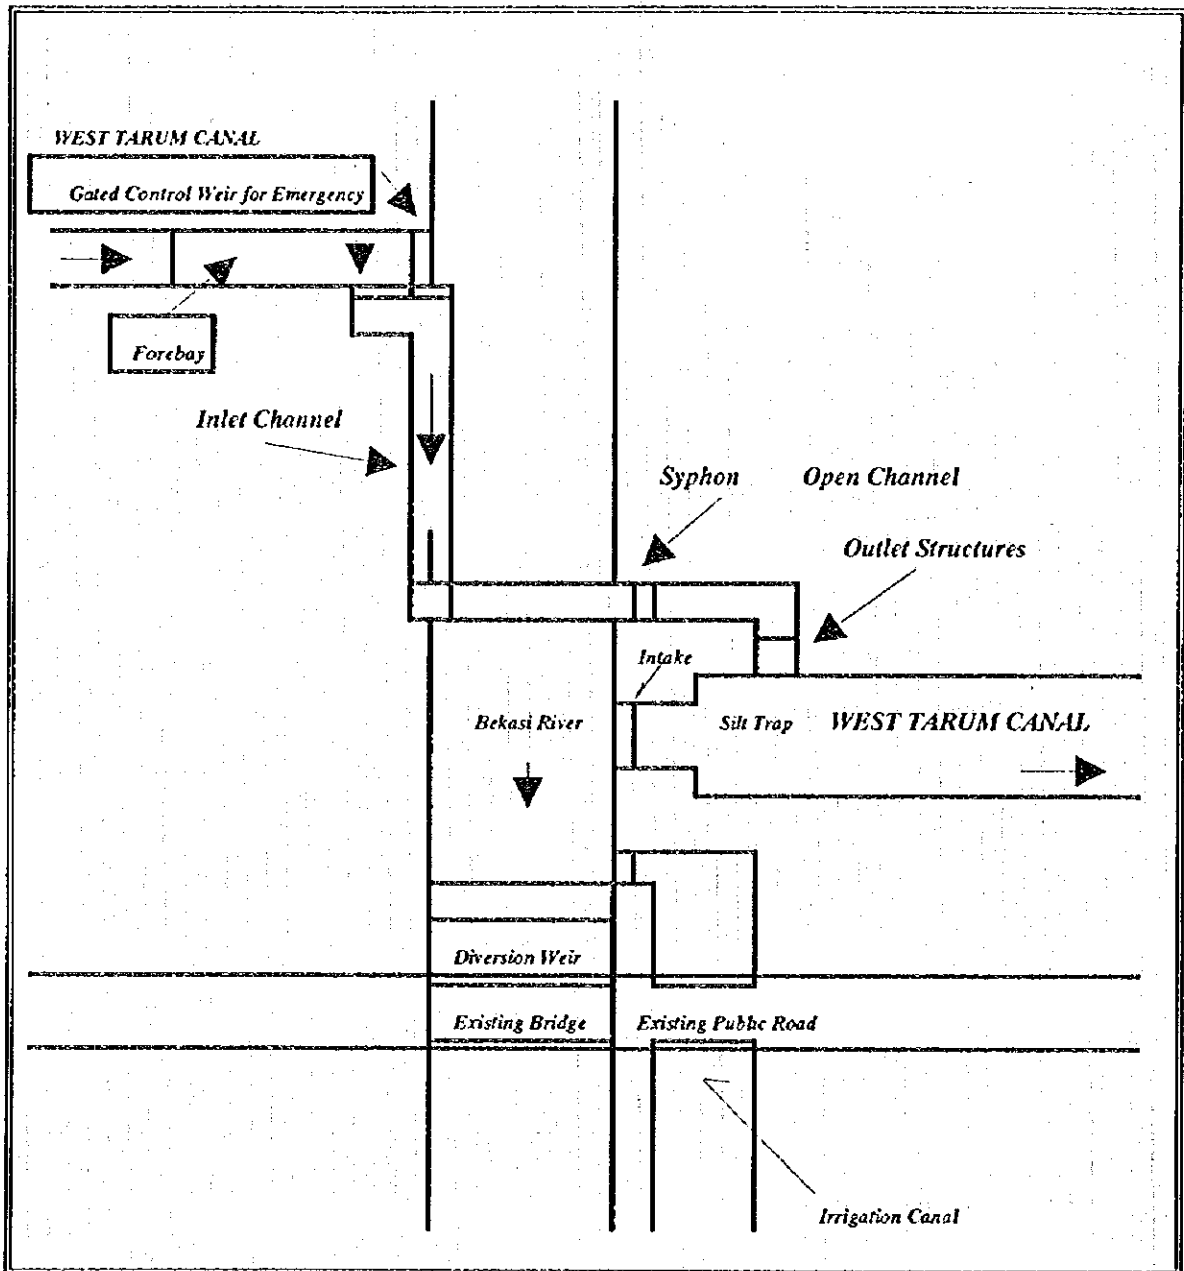 WEST TARUM CANAL
Gated Control Weir for Emergency
Forebay
Inlet Channel
Syphon
Open Channel
Outlet Structures
Intake
Bekasi River
Silt Trap
WEST TARUM CANAL
Diversion Weir
Existing Bridge
Existing Public Road
Irrigation Canal